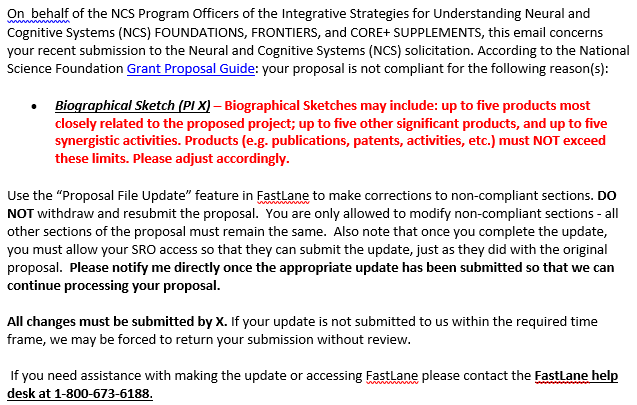 On  behalf of the NCS Program Officers of the Integrative Strategies for Understanding Neural and
Cognitive Systems (NCS) FOUNDATIONS, FRONTIERS, and CORE+ SUPPLEMENTS, this email concerns
your recent submission to the Neural and Cognitive Systems (NCS) solicitation. According to the National
Science Foundation Grant Proposal Guide: your proposal is not compliant for the following reason(s):
• Biographical Sketch (PI X) – Biographical Sketches may include: up to five products most
closely related to the proposed project; up to five other significant products, and up to five
synergistic activities. Products (e.g. publications, patents, activities, etc.) must NOT exceed
these limits. Please adjust accordingly.
Use the “Proposal File Update” feature in FastLane to make corrections to non-compliant sections. DO
NOT withdraw and resubmit the proposal.  You are only allowed to modify non-compliant sections - all
other sections of the proposal must remain the same.  Also note that once you complete the update,
you must allow your SRO access so that they can submit the update, just as they did with the original
proposal.  Please notify me directly once the appropriate update has been submitted so that we can
continue processing your proposal.
All changes must be submitted by X. If your update is not submitted to us within the required time
frame, we may be forced to return your submission without review.
If you need assistance with making the update or accessing FastLane please contact the FastLane help
desk at 1-800-673-6188.